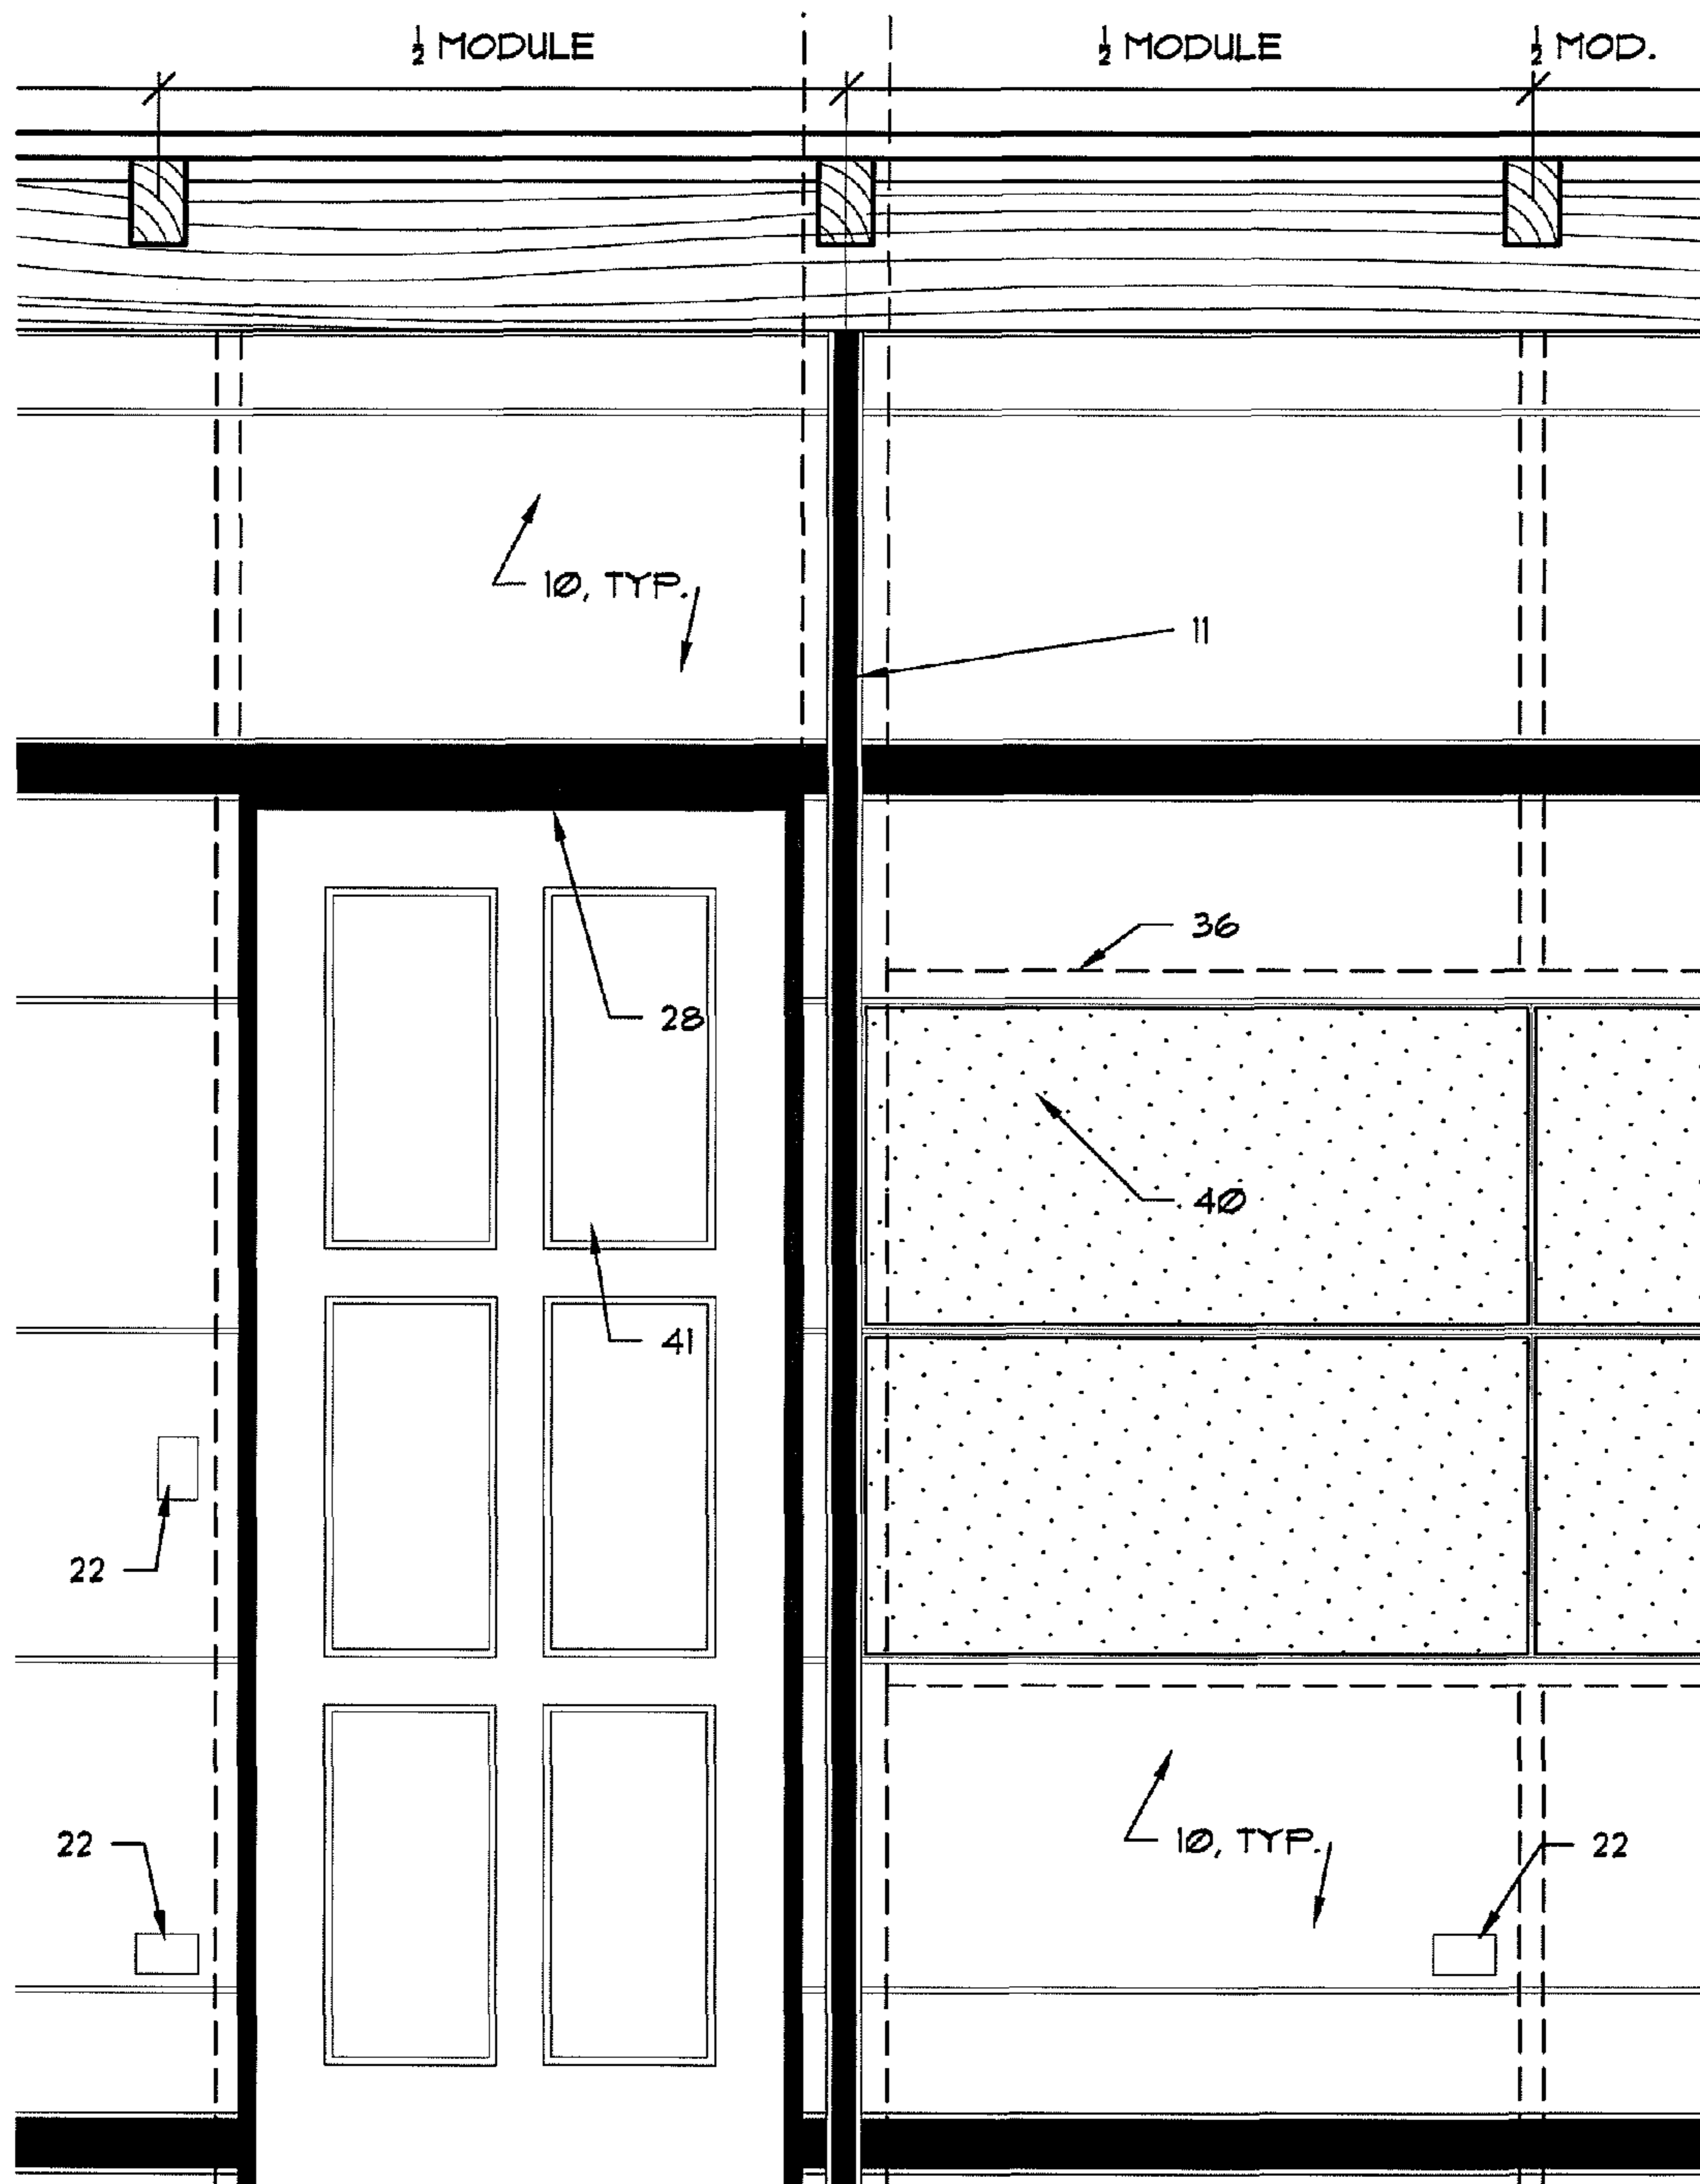 ½ MODULE ½ MODULE ½ MOD.
10, TYP.
11
36
28
40
41
22
22
10, TYP.
22